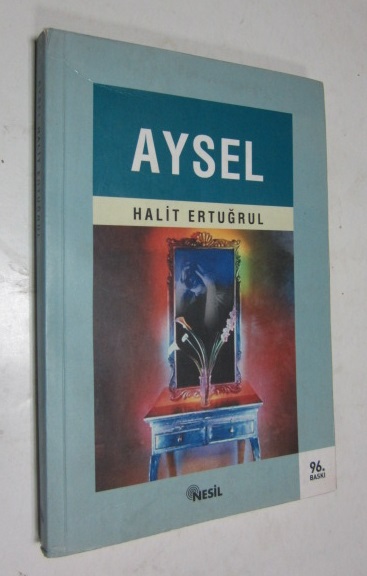 AYSEL
HALİT ERTUĞRUL
96.
BASKI
NESİL